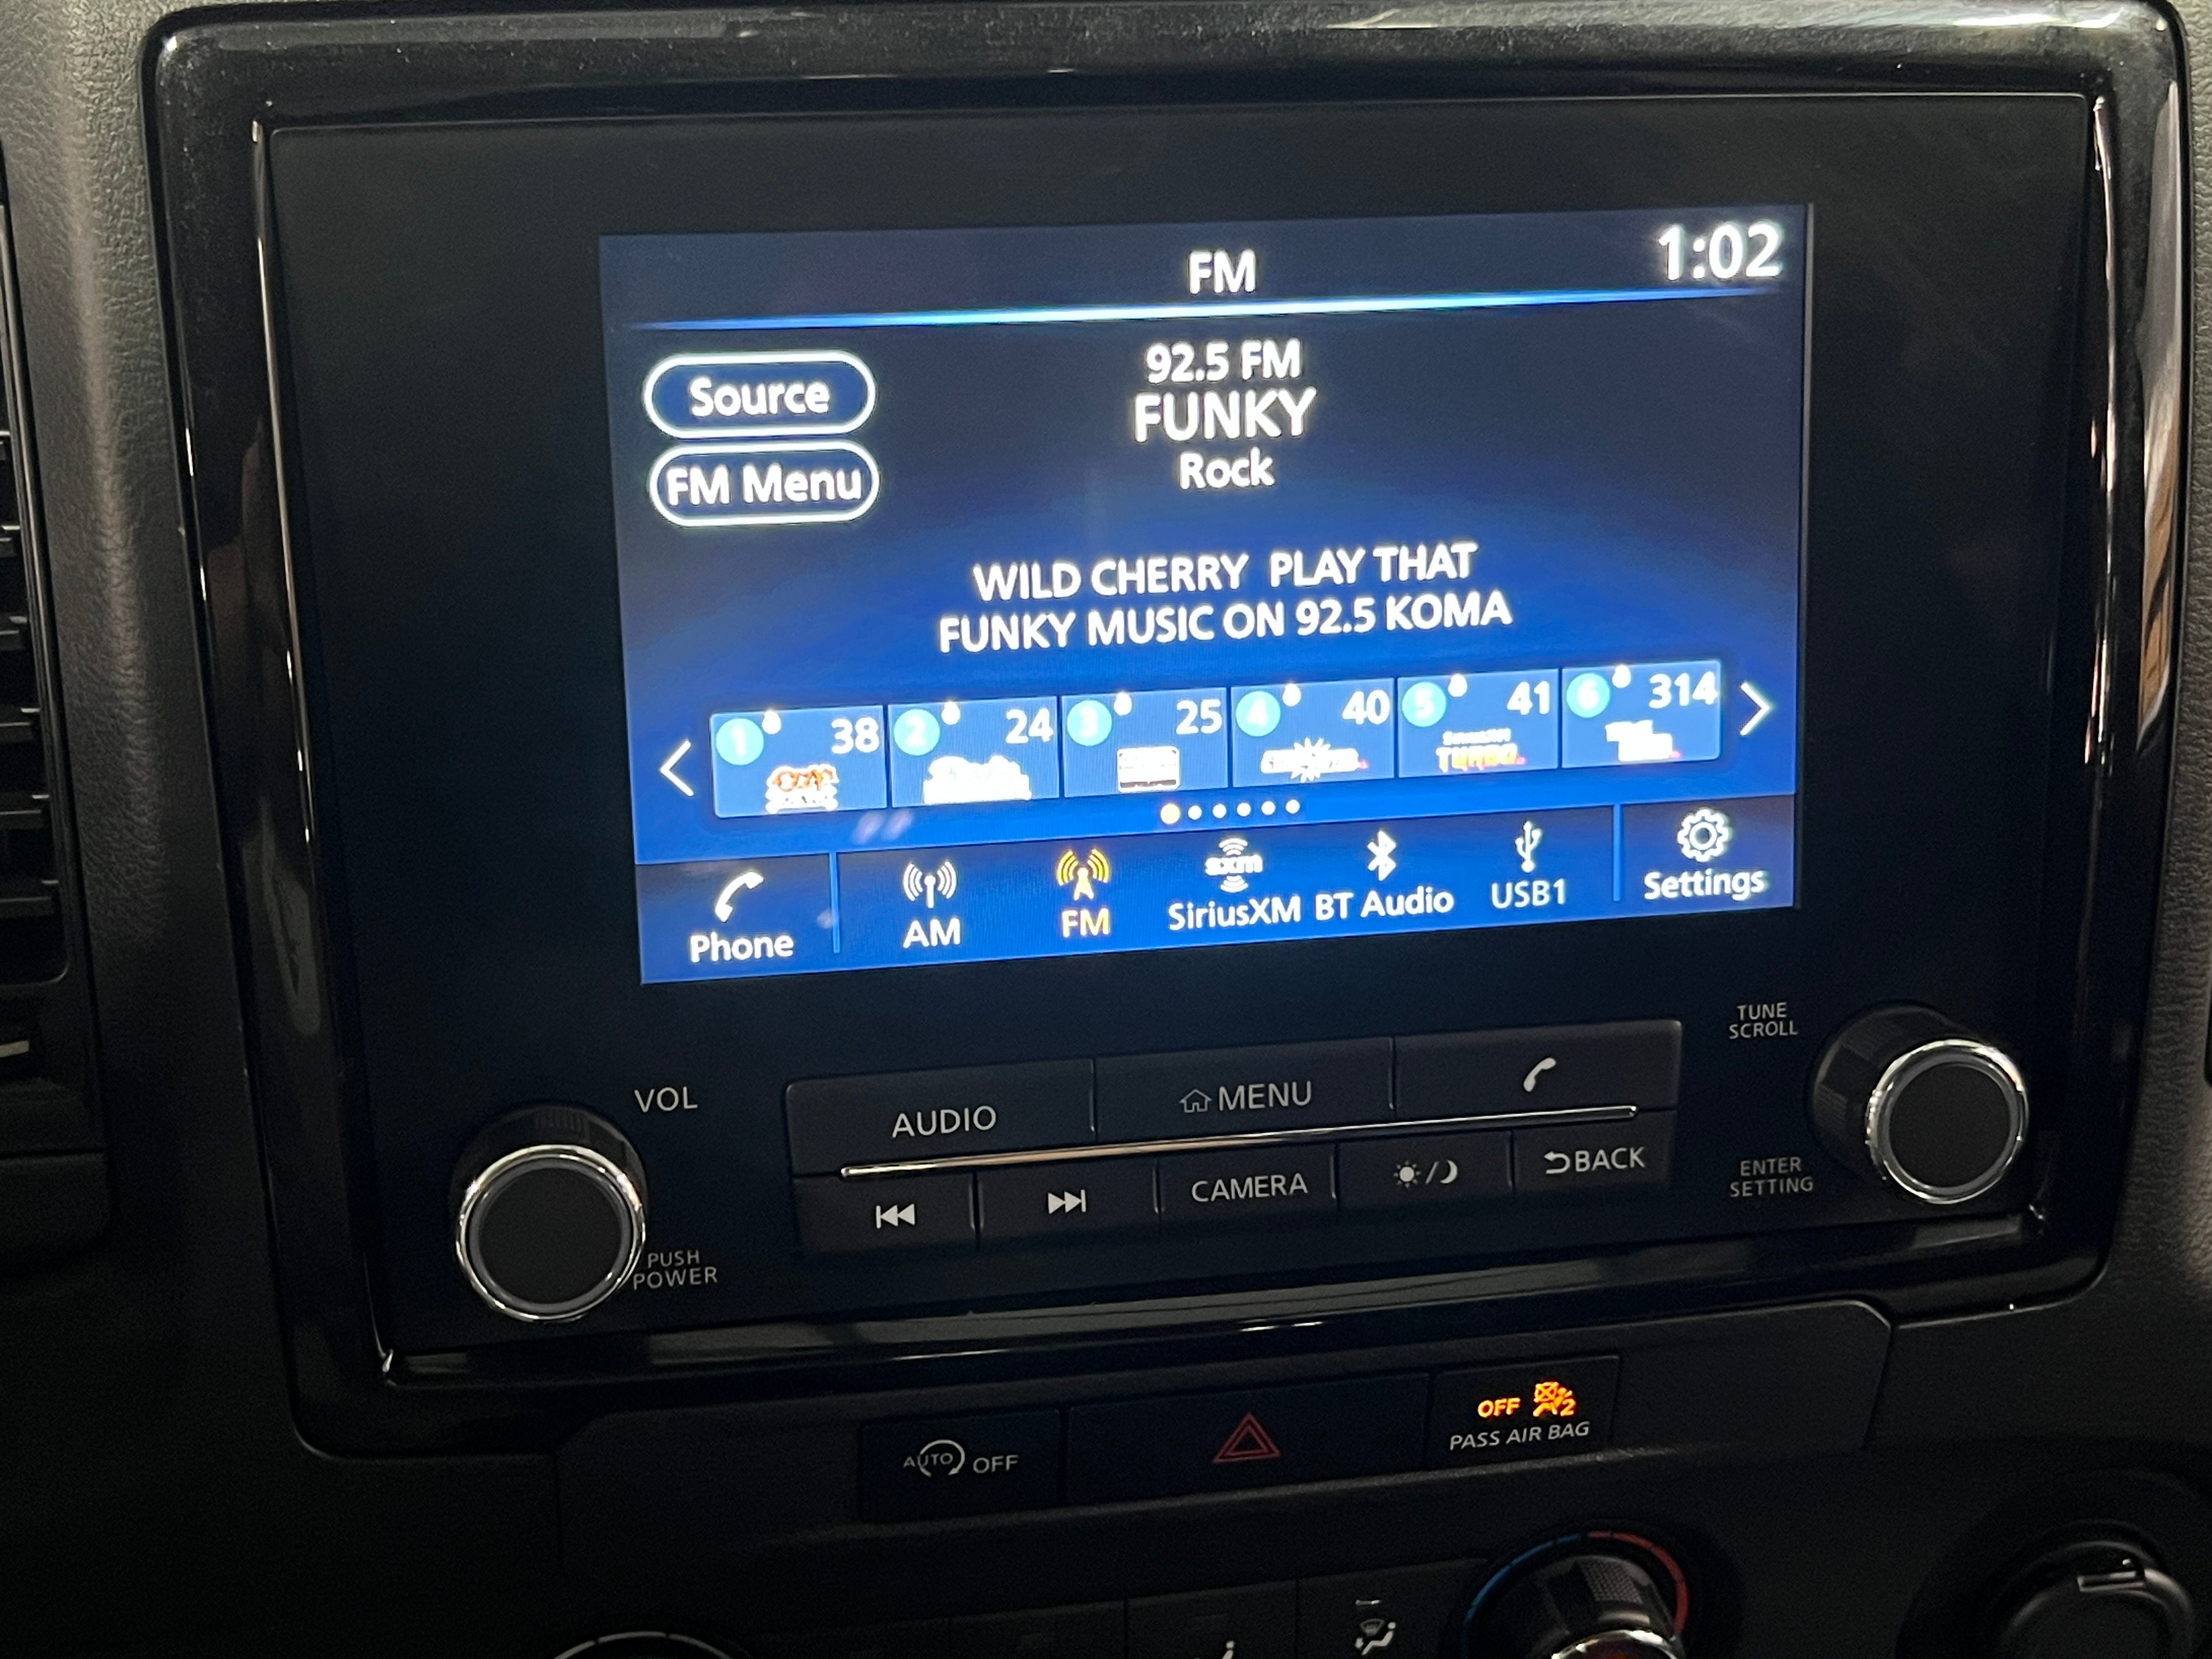 FM
1:02
Source
92.5 FM
FUNKY
FM Menu
Rock
WILD CHERRY PLAY THAT
FUNKY MUSIC ON 92.5 KOMA
1 38
2 24
3 25
4 40
5 41
TURBO
6 314
Phone
AM
FM
sxm
SiriusXM
BT Audio
USB1
Settings
VOL
PUSH
POWER
AUDIO
MENU
CAMERA
BACK
TUNE
SCROLL
ENTER
SETTING
AUTO OFF
OFF 2
PASS AIR BAG